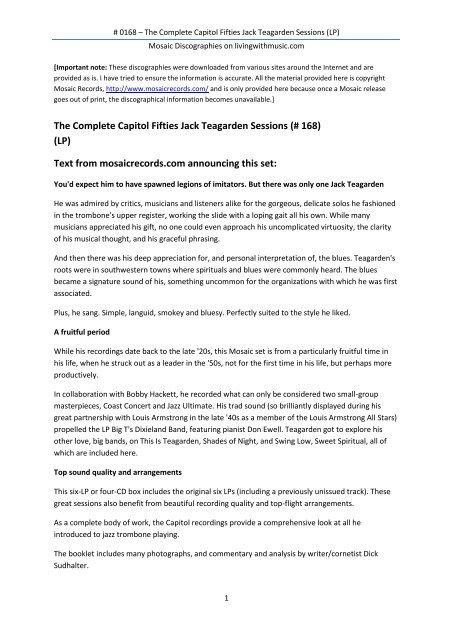 # 0168 – The Complete Capitol Fifties Jack Teagarden Sessions (LP)
Mosaic Discographies on livingwithmusic.com
[Important note: These discographies were downloaded from various sites around the Internet and are
provided as is. I have tried to ensure the information is accurate. All the material provided here is copyright
Mosaic Records, http://www.mosaicrecords.com/ and is only provided here because once a Mosaic release
goes out of print, the discographical information becomes unavailable.]
The Complete Capitol Fifties Jack Teagarden Sessions (# 168)
(LP)
Text from mosaicrecords.com announcing this set:
You'd expect him to have spawned legions of imitators. But there was only one Jack Teagarden
He was admired by critics, musicians and listeners alike for the gorgeous, delicate solos he fashioned
in the trombone's upper register, working the slide with a loping gait all his own. While many
musicians appreciated his gift, no one could even approach his uncomplicated virtuosity, the clarity
of his musical thought, and his graceful phrasing.
And then there was his deep appreciation for, and personal interpretation of, the blues. Teagarden's
roots were in southwestern towns where spirituals and blues were commonly heard. The blues
became a signature sound of his, something uncommon for the organizations with which he was first
associated.
Plus, he sang. Simple, languid, smokey and bluesy. Perfectly suited to the style he liked.
A fruitful period
While his recordings date back to the late '20s, this Mosaic set is from a particularly fruitful time in
his life, when he struck out as a leader in the '50s, not for the first time in his life, but perhaps more
productively.
In collaboration with Bobby Hackett, he recorded what can only be considered two small-group
masterpieces, Coast Concert and Jazz Ultimate. His trad sound (so brilliantly displayed during his
great partnership with Louis Armstrong in the late '40s as a member of the Louis Armstrong All Stars)
propelled the LP Big T's Dixieland Band, featuring pianist Don Ewell. Teagarden got to explore his
other love, big bands, on This Is Teagarden, Shades of Night, and Swing Low, Sweet Spiritual, all of
which are included here.
Top sound quality and arrangements
This six-LP or four-CD box includes the original six LPs (including a previously unissued track). These
great sessions also benefit from beautiful recording quality and top-flight arrangements.
As a complete body of work, the Capitol recordings provide a comprehensive look at all he
introduced to jazz trombone playing.
The booklet includes many photographs, and commentary and analysis by writer/cornetist Dick
Sudhalter.
1